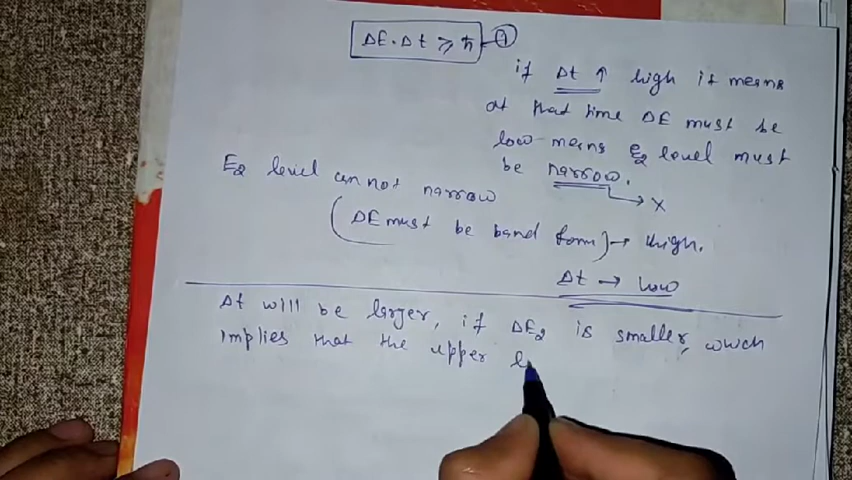 ΔE.Δt ⩾ ħ - ①
if Δt ↑ high it means
at that time ΔE must be
low means E2 level must
be narrow. → x
E2 level can not narrow
(ΔE must be band form) → high.
Δt → low
Δt will be larger, if ΔE2 is smaller, which
implies that the upper l